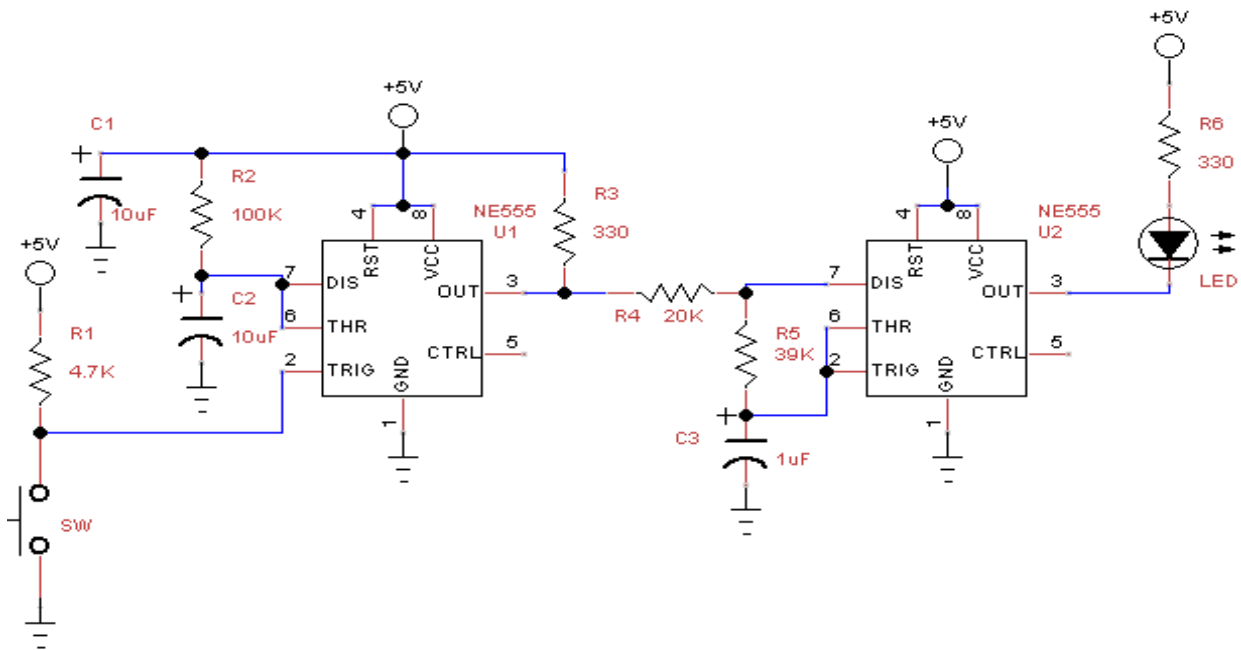 +5V
+5V
+5V
+5V
C1
+
10uF
R2
100K
+
C2
10uF
R1
4.7K
SW
NE555
U1
4
8
RST
VCC
7
DIS
6
THR
2
TRIG
OUT
3
CTRL
5
GND
1
R3
330
R4
20K
R5
39K
+
C3
1uF
NE555
U2
4
8
RST
VCC
7
DIS
6
THR
2
TRIG
OUT
3
CTRL
5
GND
1
R6
330
LED